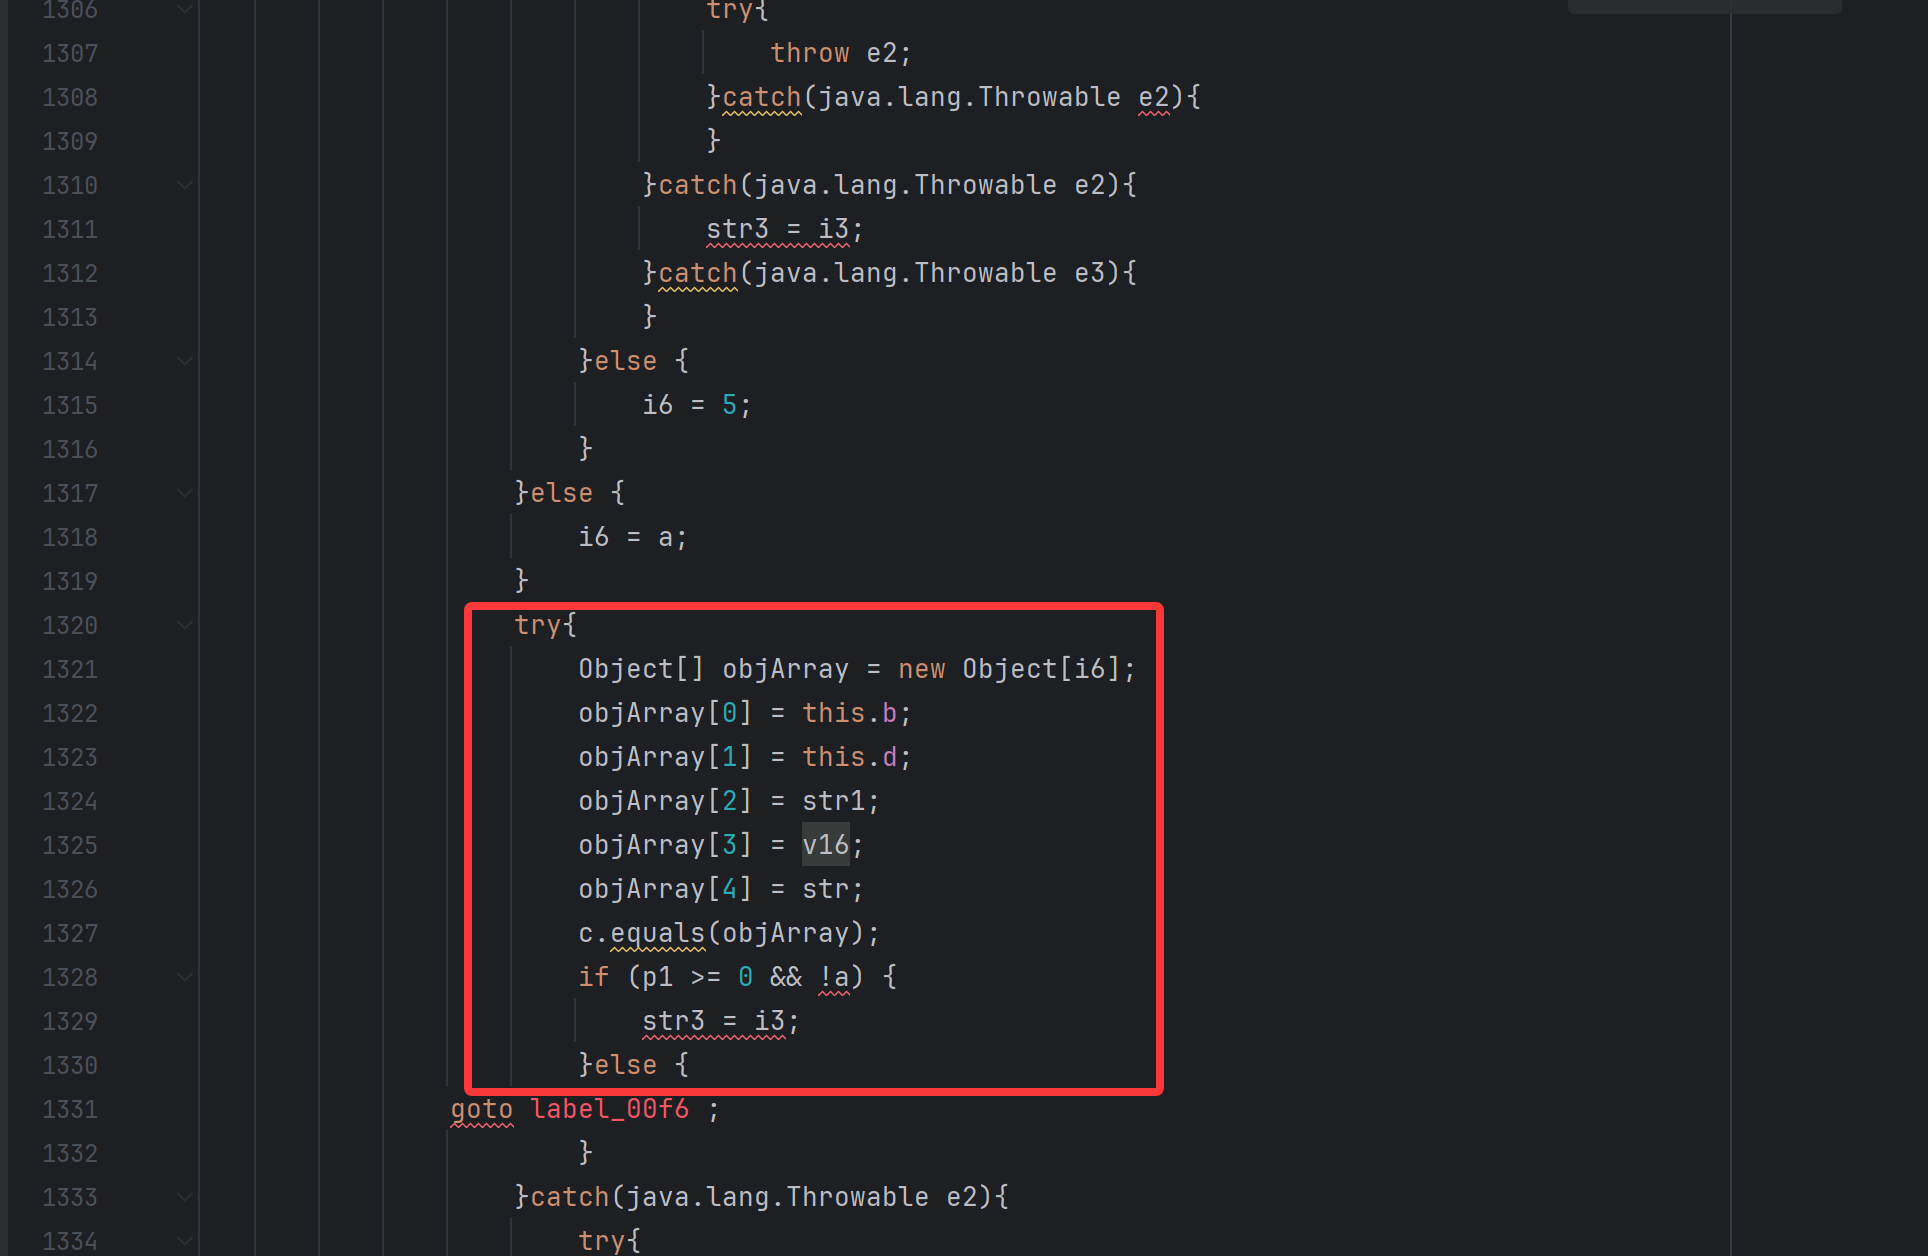 1306 try{
1307 throw e2;
1308 }catch(java.lang.Throwable e2){
1309 }
1310 }catch(java.lang.Throwable e2){
1311 str3 = i3;
1312 }catch(java.lang.Throwable e3){
1313 }
1314 }else {
1315 i6 = 5;
1316 }
1317 }else {
1318 i6 = a;
1319 }
1320 try{
1321 Object[] objArray = new Object[i6];
1322 objArray[0] = this.b;
1323 objArray[1] = this.d;
1324 objArray[2] = str1;
1325 objArray[3] = v16;
1326 objArray[4] = str;
1327 c.equals(objArray);
1328 if (p1 >= 0 && !a) {
1329 str3 = i3;
1330 }else {
1331 goto label_00f6 ;
1332 }
1333 }catch(java.lang.Throwable e2){
1334 try{